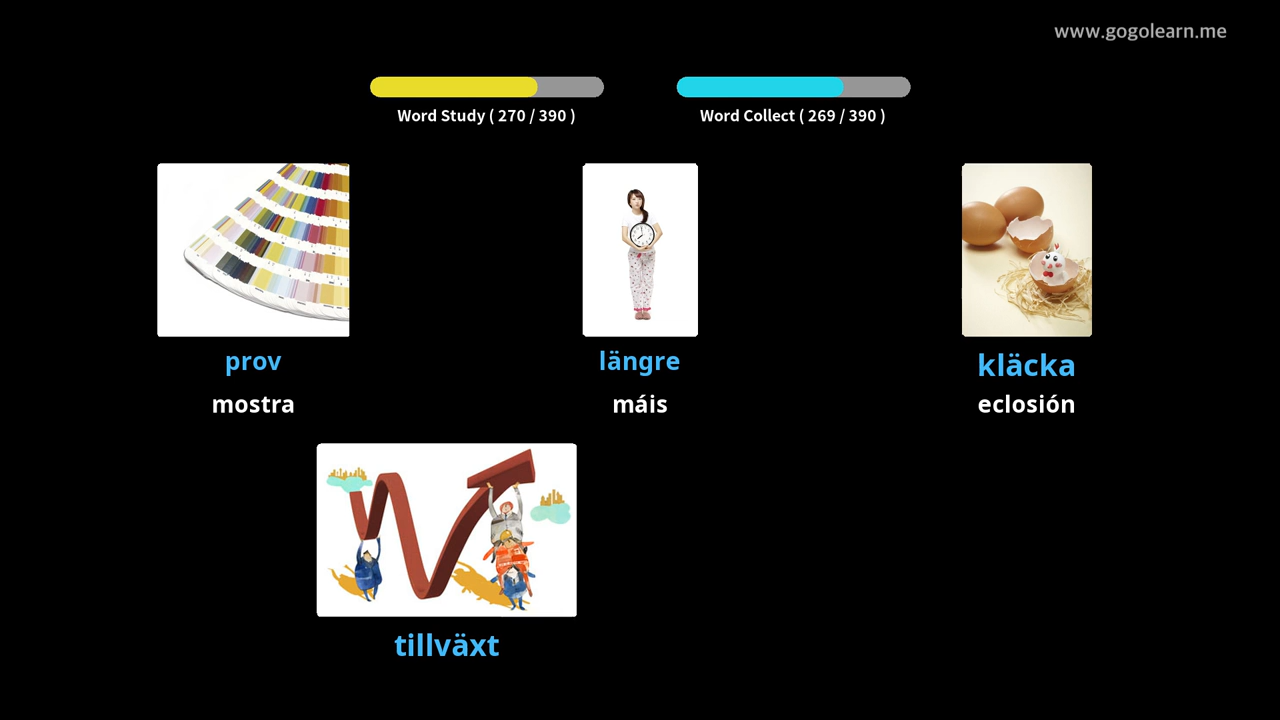 www.gogolearn.me
Word Study ( 270 / 390 )
Word Collect ( 269 / 390 )
prov
längre
kläcka
mostra
máis
eclosión
tillväxt